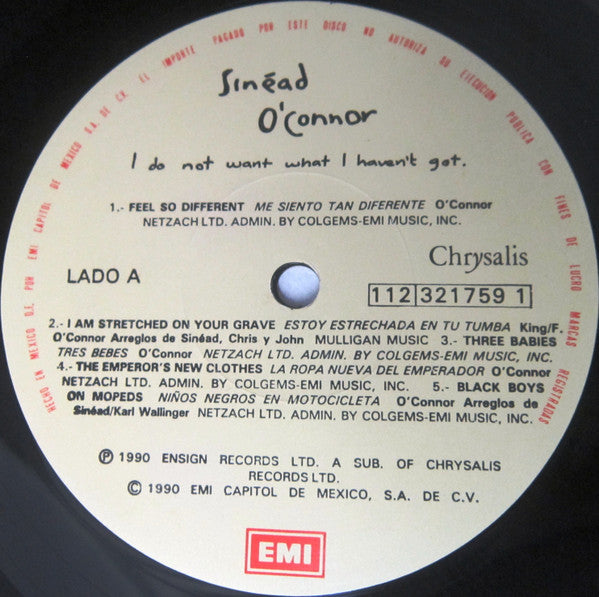 HECHO EN MEXICO D.F. POR EMI CAPITOL DE MEXICO S.A. DE C.V. EL IMPORTE PAGADO POR ESTE DISCO NO AUTORIZA SU EJECUCION PUBLICA CON FINES DE LUCRO MARCAS REGISTRADAS
Sinéad
O'Connor
I do not want what I haven't got.
1.- FEEL SO DIFFERENT ME SIENTO TAN DIFERENTE O'Connor
NETZACH LTD. ADMIN. BY COLGEMS-EMI MUSIC, INC.
Chrysalis
LADO A
112 321759 1
2.- I AM STRETCHED ON YOUR GRAVE ESTOY ESTRECHADA EN TU TUMBA King/F.
O'Connor Arreglos de Sinéad, Chris y John MULLIGAN MUSIC 3.- THREE BABIES
TRES BEBES O'Connor NETZACH LTD. ADMIN. BY COLGEMS-EMI MUSIC, INC.
4.- THE EMPEROR'S NEW CLOTHES LA ROPA NUEVA DEL EMPERADOR O'Connor
NETZACH LTD. ADMIN. BY COLGEMS-EMI MUSIC, INC. 5.- BLACK BOYS
ON MOPEDS NIÑOS NEGROS EN MOTOCICLETA O'Connor Arreglos de
Sinéad/Karl Wallinger NETZACH LTD. ADMIN. BY COLGEMS-EMI MUSIC, INC.
Ⓟ 1990 ENSIGN RECORDS LTD. A SUB. OF CHRYSALIS
RECORDS LTD.
© 1990 EMI CAPITOL DE MEXICO, S.A. DE C.V.
EMI